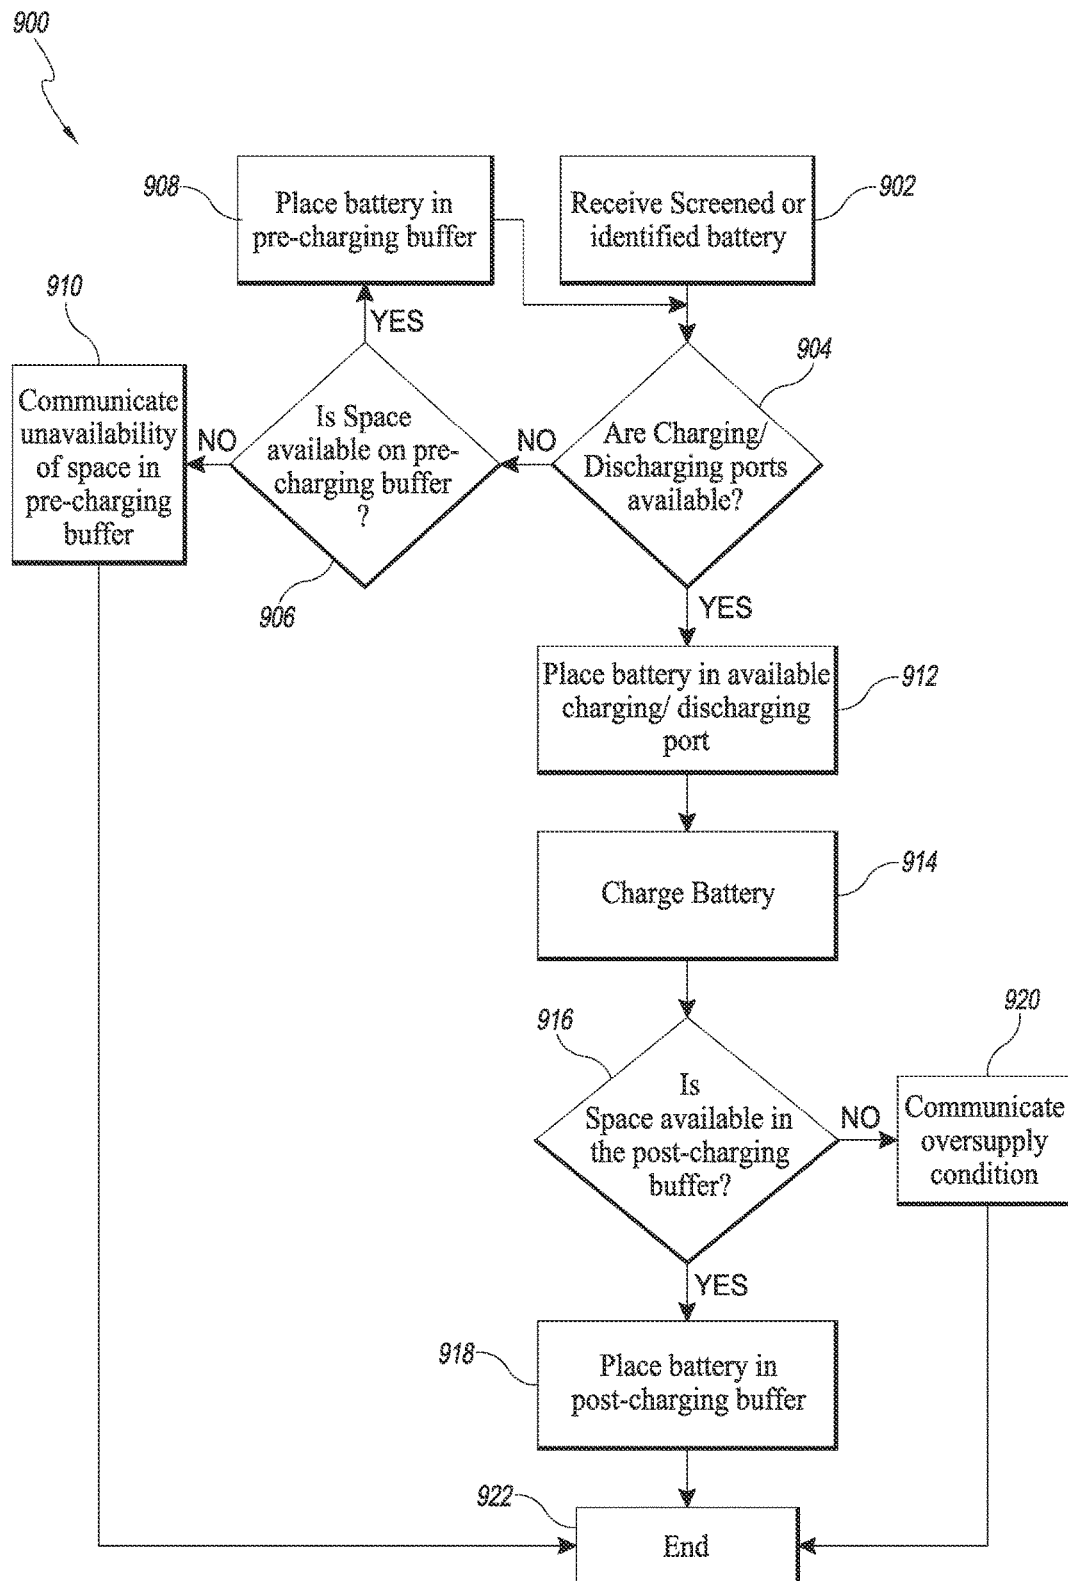 900
908
Place battery in
pre-charging buffer
Receive Screened or
identified battery
902
910
YES
904
Communicate
unavailability
of space in
pre-charging
buffer
NO
Is Space
available on pre-
charging buffer
?
NO
Are Charging/
Discharging ports
available?
906
YES
Place battery in available
charging/ discharging
port
912
Charge Battery
914
916
920
Is
Space available in
the post-charging
buffer?
NO
Communicate
oversupply
condition
YES
918
Place battery in
post-charging buffer
922
End